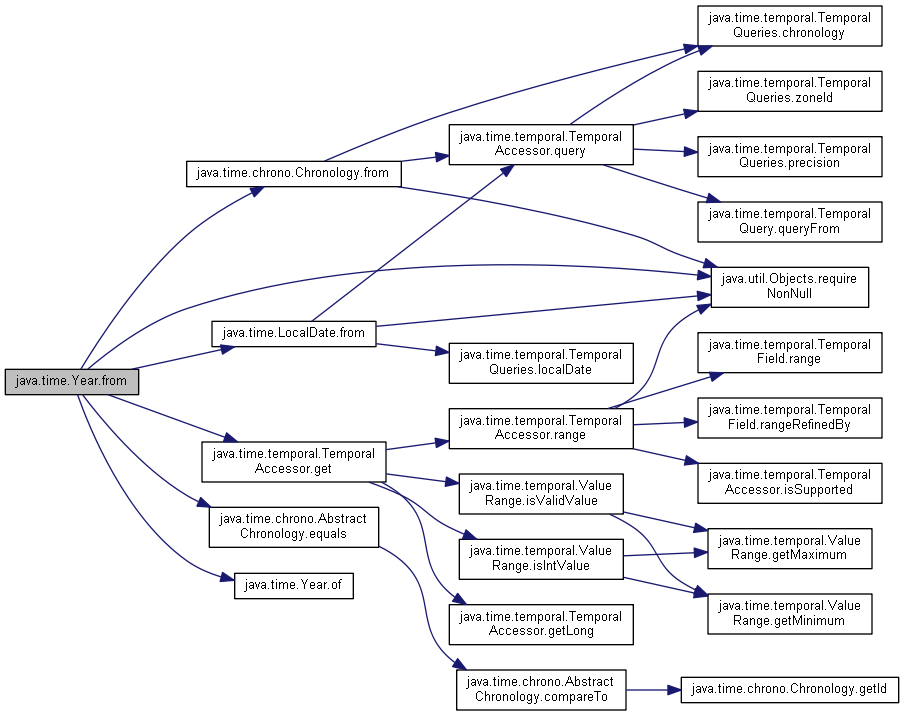 java.time.temporal.Temporal
Queries.chronology
java.time.temporal.Temporal
Queries.zoneId
java.time.temporal.Temporal
Accessor.query
java.time.temporal.Temporal
Queries.precision
java.time.chrono.Chronology.from
java.time.temporal.Temporal
Query.queryFrom
java.util.Objects.require
NonNull
java.time.LocalDate.from
java.time.temporal.Temporal
Field.range
java.time.temporal.Temporal
Queries.localDate
java.time.Year.from
java.time.temporal.Temporal
Field.rangeRefinedBy
java.time.temporal.Temporal
Accessor.range
java.time.temporal.Temporal
Accessor.get
java.time.temporal.Temporal
Accessor.isSupported
java.time.temporal.Value
Range.isValidValue
java.time.chrono.Abstract
Chronology.equals
java.time.temporal.Value
Range.getMaximum
java.time.temporal.Value
Range.isIntValue
java.time.Year.of
java.time.temporal.Value
Range.getMinimum
java.time.temporal.Temporal
Accessor.getLong
java.time.chrono.Abstract
Chronology.compareTo
java.time.chrono.Chronology.getId